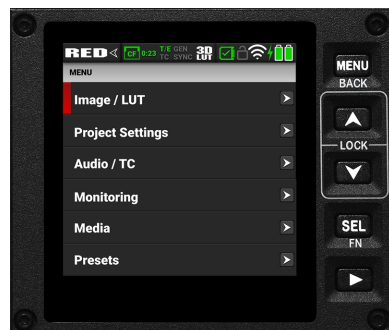 RED CF 0:23 T/E GEN 3D
TC SYNC LUT
MENU
Image / LUT
Project Settings
Audio / TC
Monitoring
Media
Presets
MENU
BACK
LOCK
SEL
FN